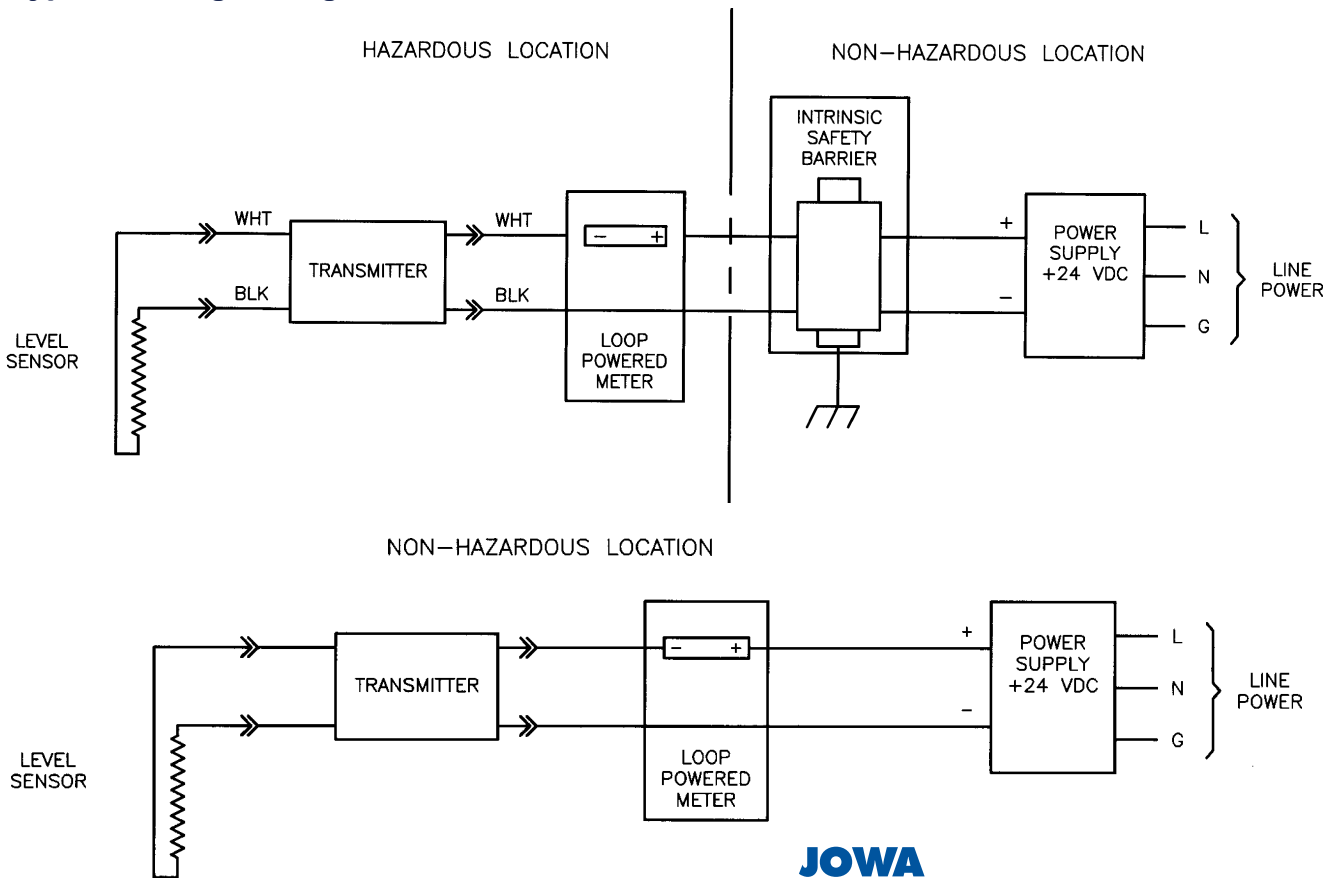 HAZARDOUS LOCATION
NON-HAZARDOUS LOCATION
INTRINSIC
SAFETY
BARRIER
WHT
WHT
- +
+
POWER
SUPPLY
+24 VDC
L
N
G
LINE
POWER
TRANSMITTER
BLK
BLK
-
LEVEL
SENSOR
LOOP
POWERED
METER
NON-HAZARDOUS LOCATION
- +
+
POWER
SUPPLY
+24 VDC
L
N
G
LINE
POWER
TRANSMITTER
-
LEVEL
SENSOR
LOOP
POWERED
METER
JOWA